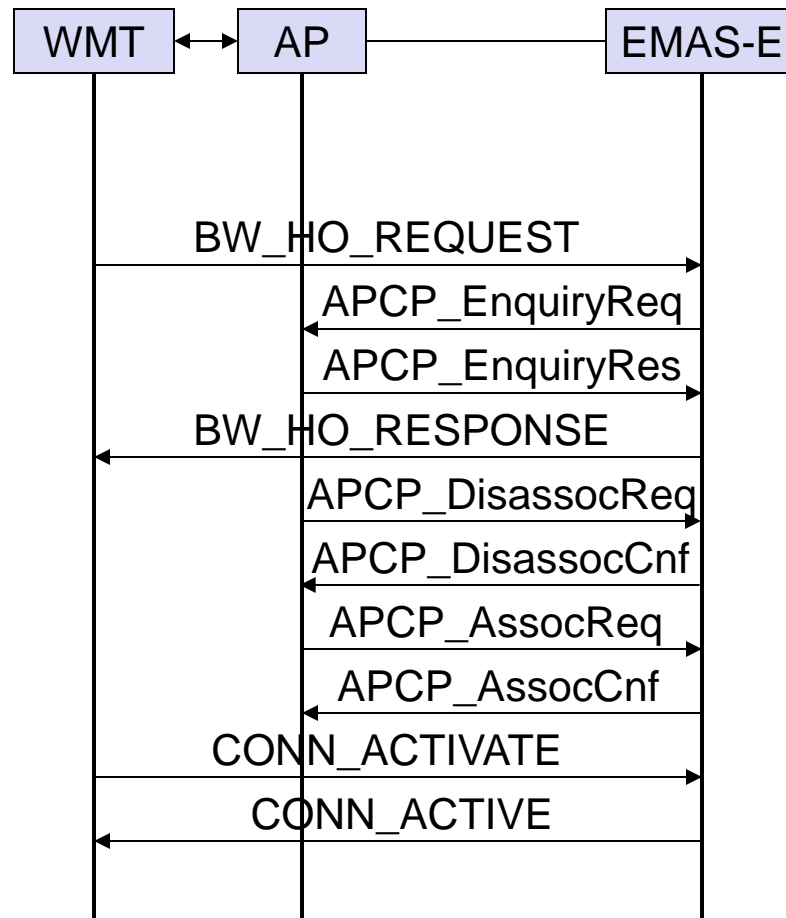 WMT AP EMAS-E
BW_HO_REQUEST
APCP_EnquiryReq
APCP_EnquiryRes
BW_HO_RESPONSE
APCP_DisassocReq
APCP_DisassocCnf
APCP_AssocReq
APCP_AssocCnf
CONN_ACTIVATE
CONN_ACTIVE